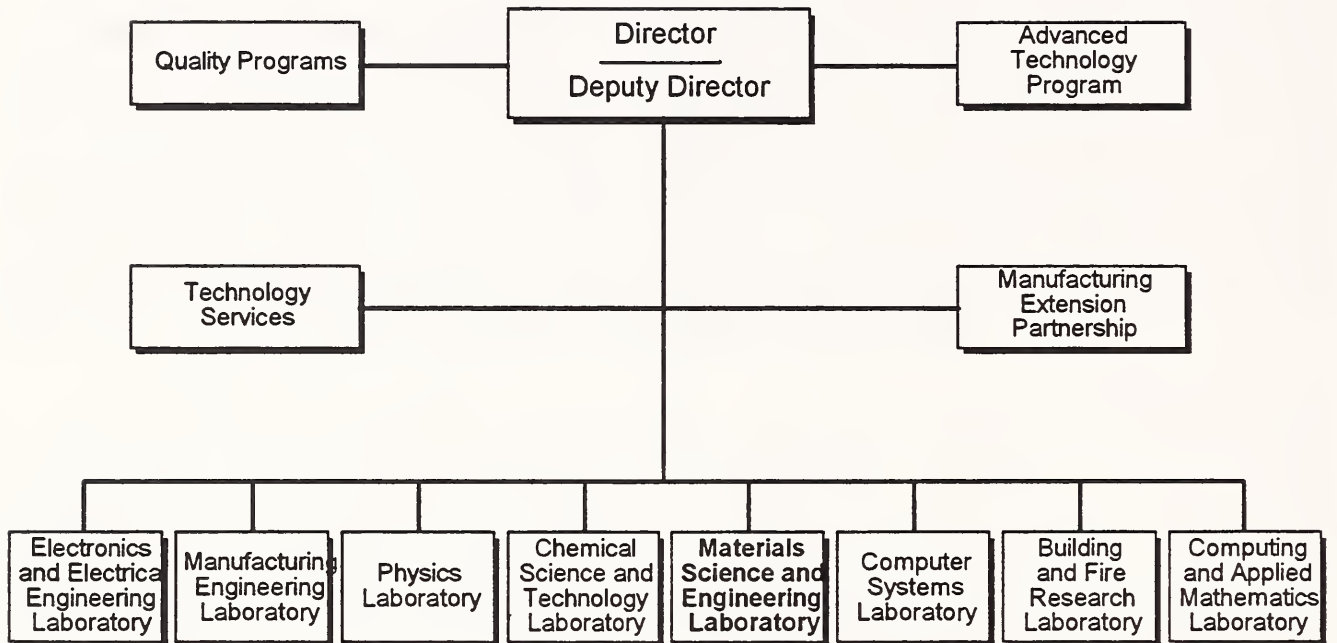 Quality Programs
Director
Deputy Director
Advanced
Technology
Program
Technology
Services
Manufacturing
Extension
Partnership
Electronics
and Electrical
Engineering
Laboratory
Manufacturing
Engineering
Laboratory
Physics
Laboratory
Chemical
Science and
Technology
Laboratory
Materials
Science and
Engineering
Laboratory
Computer
Systems
Laboratory
Building
and Fire
Research
Laboratory
Computing
and Applied
Mathematics
Laboratory